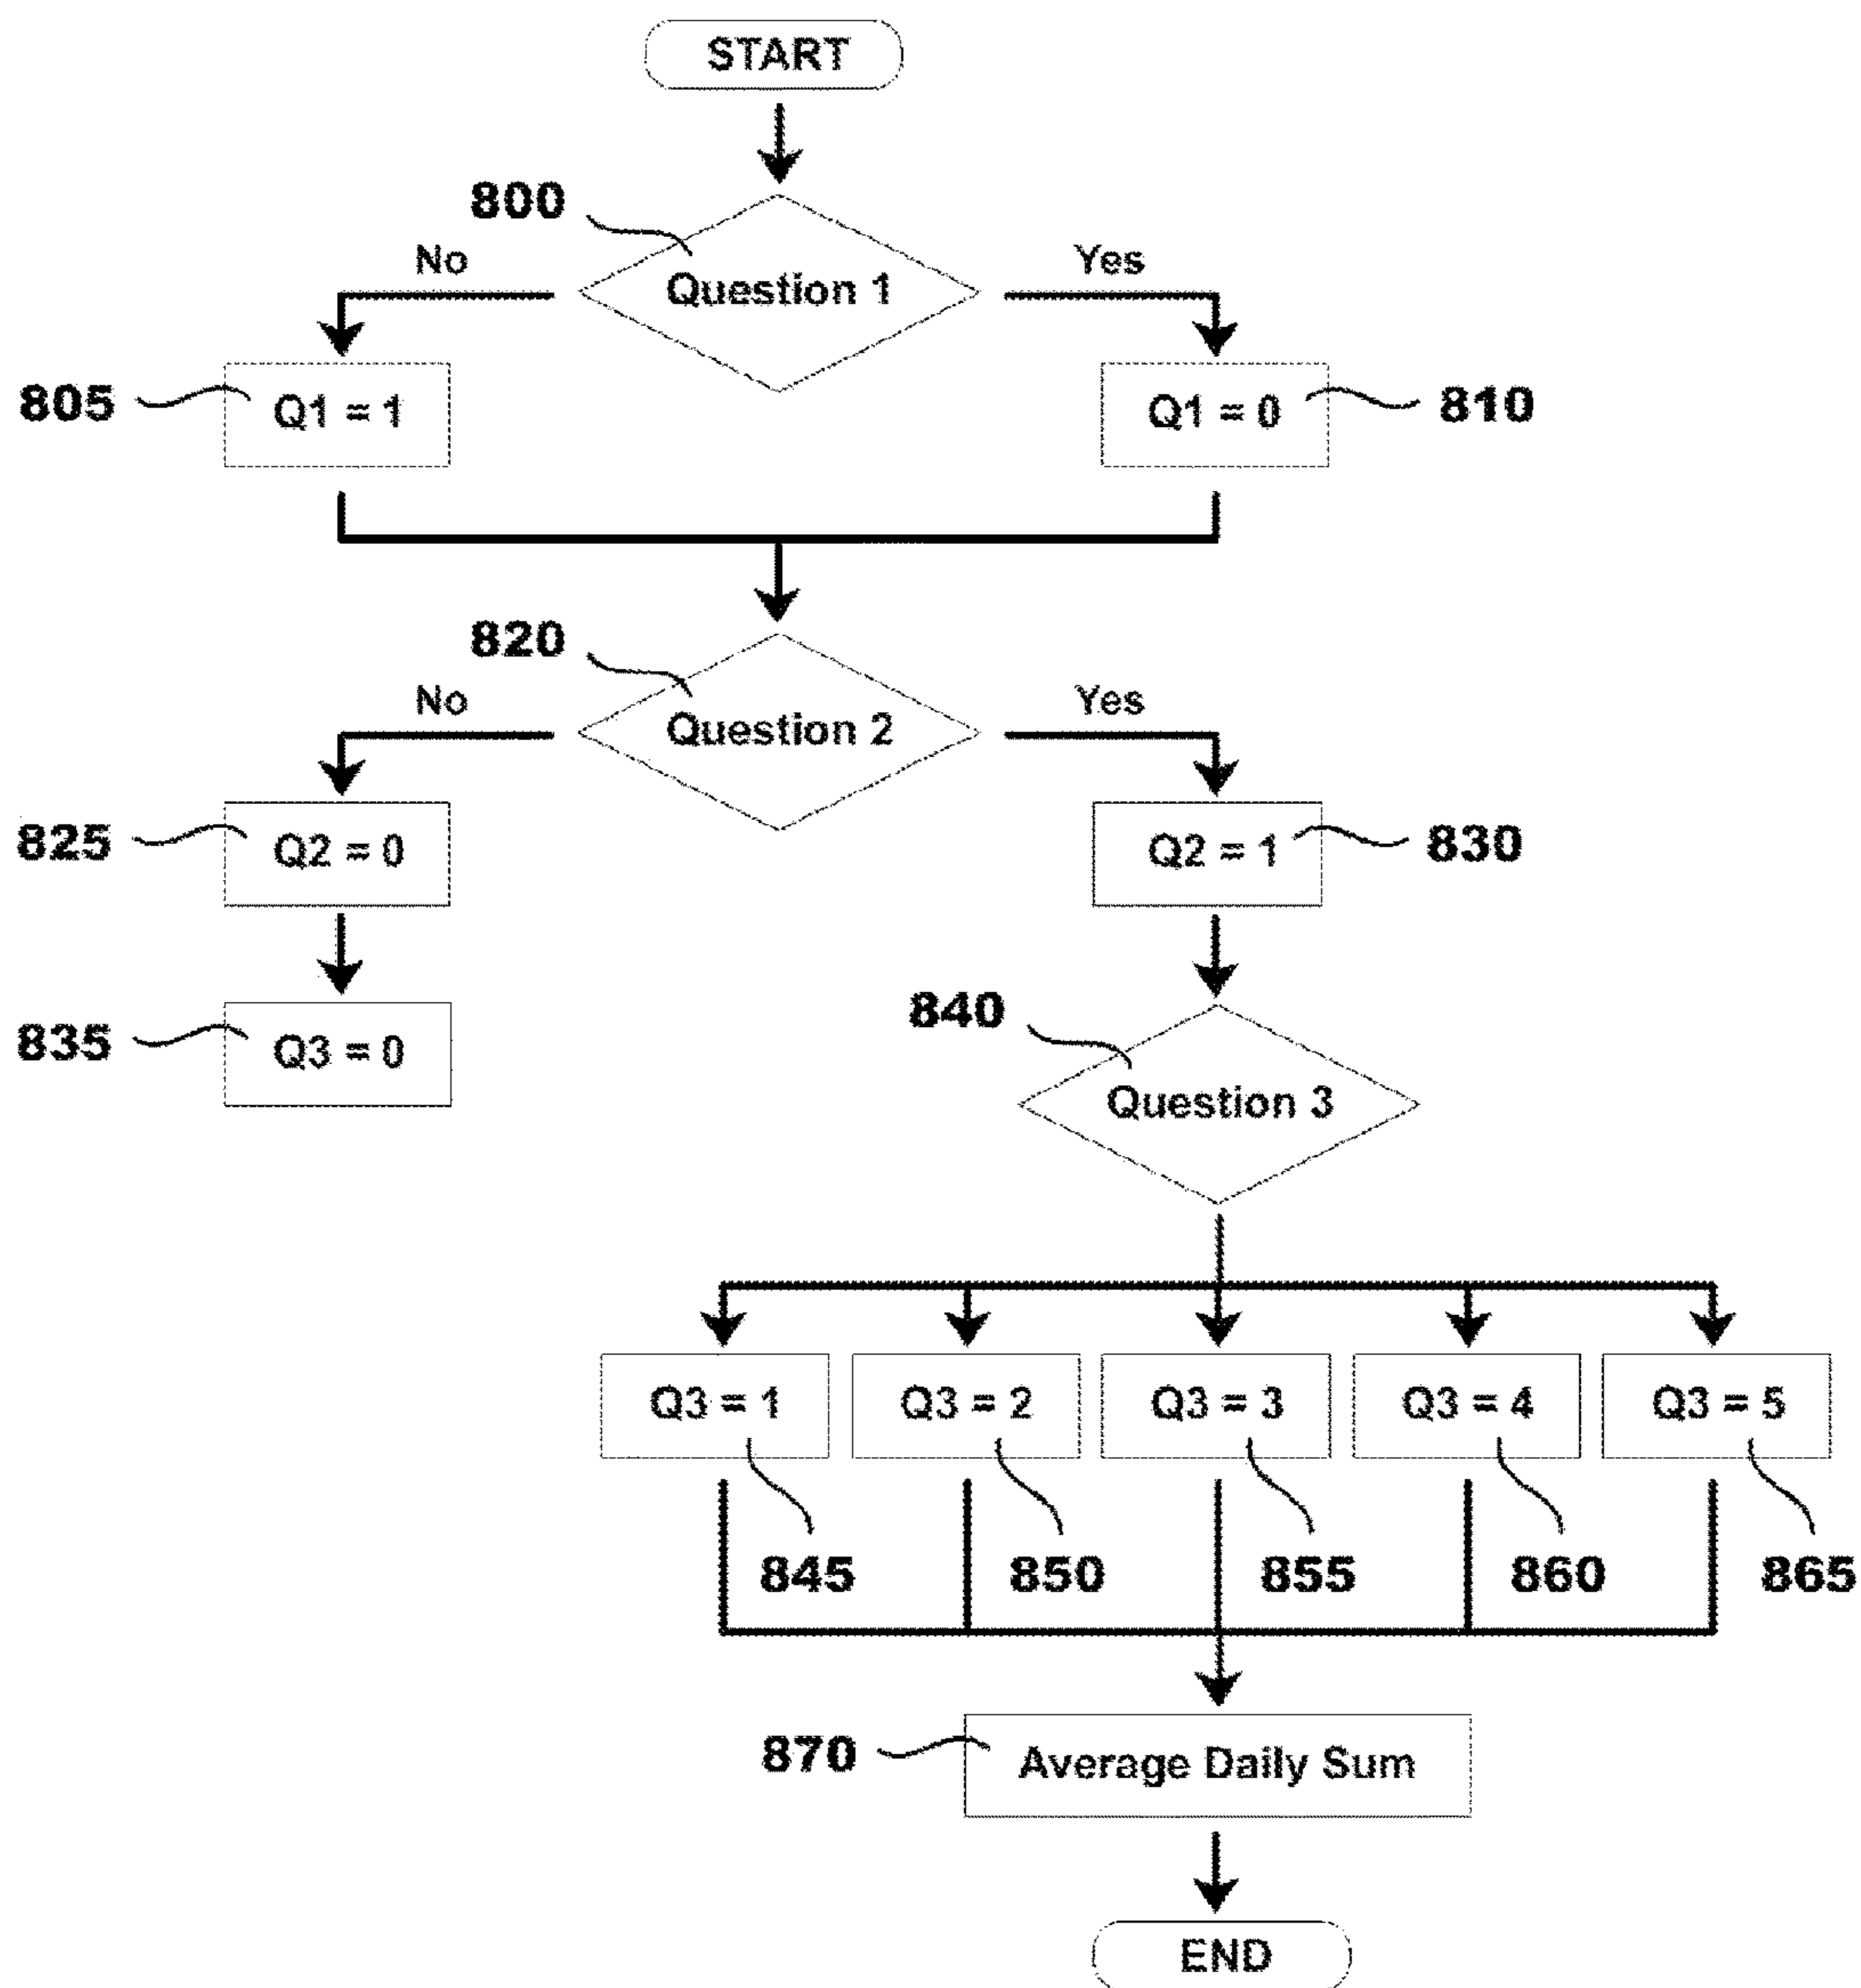 START
800
No
Question 1
Yes
805
Q1 = 1
Q1 = 0
810
820
No
Question 2
Yes
825
Q2 = 0
Q2 = 1
830
835
Q3 = 0
840
Question 3
Q3 = 1
Q3 = 2
Q3 = 3
Q3 = 4
Q3 = 5
845
850
855
860
865
870
Average Daily Sum
END